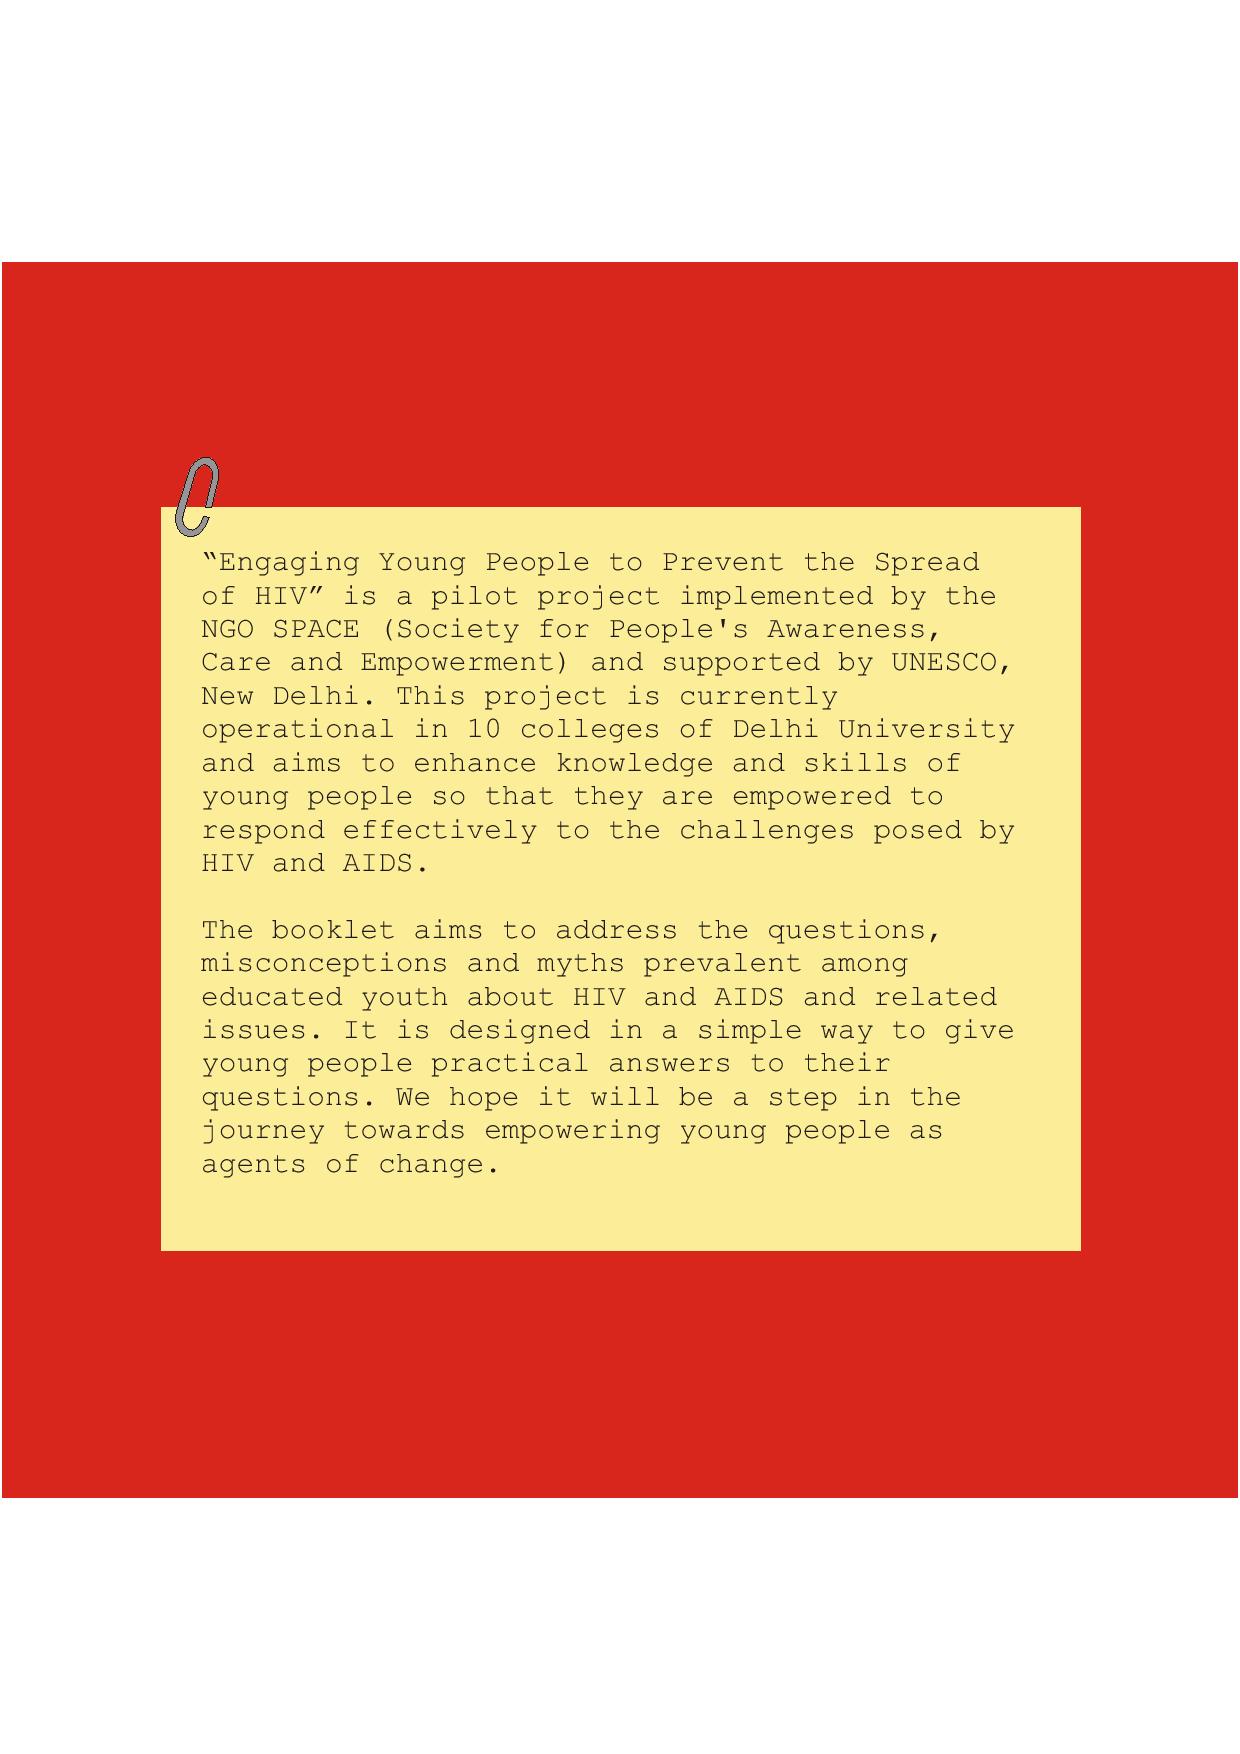 “Engaging Young People to Prevent the Spread
of HIV” is a pilot project implemented by the
NGO SPACE (Society for People's Awareness,
Care and Empowerment) and supported by UNESCO,
New Delhi. This project is currently
operational in 10 colleges of Delhi University
and aims to enhance knowledge and skills of
young people so that they are empowered to
respond effectively to the challenges posed by
HIV and AIDS.
The booklet aims to address the questions,
misconceptions and myths prevalent among
educated youth about HIV and AIDS and related
issues. It is designed in a simple way to give
young people practical answers to their
questions. We hope it will be a step in the
journey towards empowering young people as
agents of change.